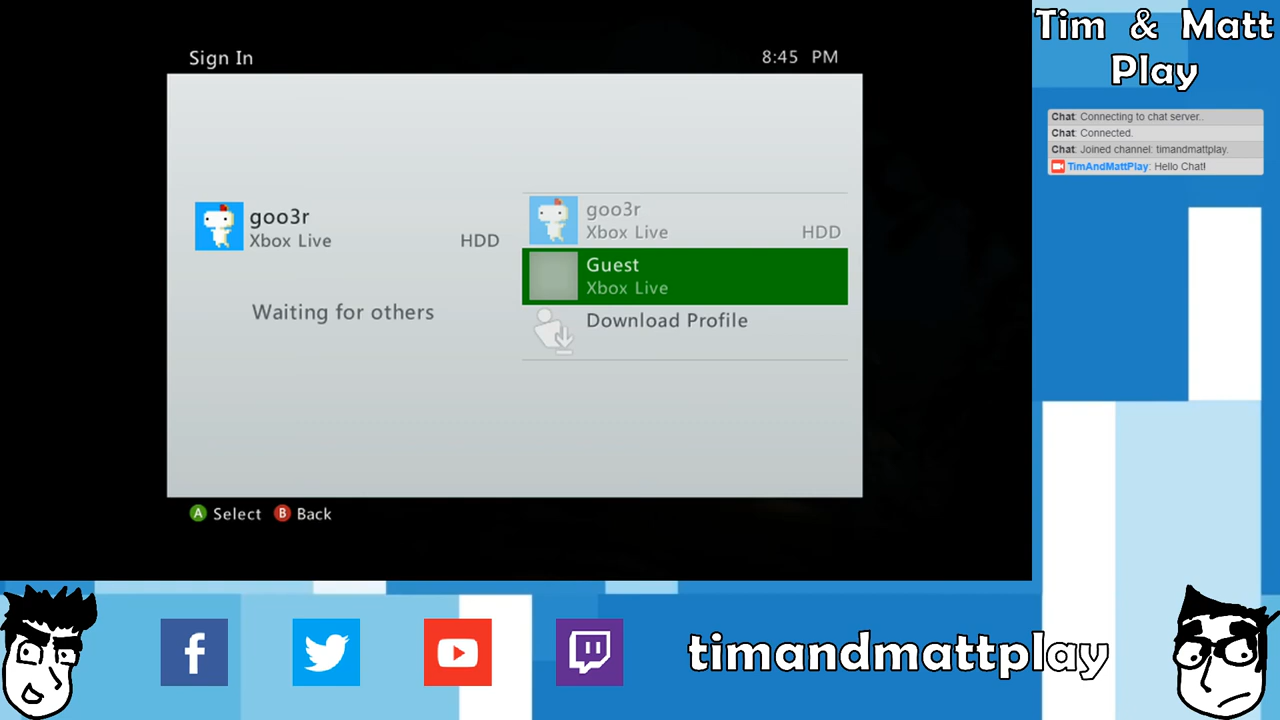 Sign In
8:45 PM
goo3r
Xbox Live
HDD
Waiting for others
goo3r
Xbox Live
HDD
Guest
Xbox Live
Download Profile
A Select B Back
Tim & Matt
Play
Chat: Connecting to chat server..
Chat: Connected.
Chat: Joined channel: timandmattplay.
TimAndMattPlay: Hello Chat!
f
timandmattplay